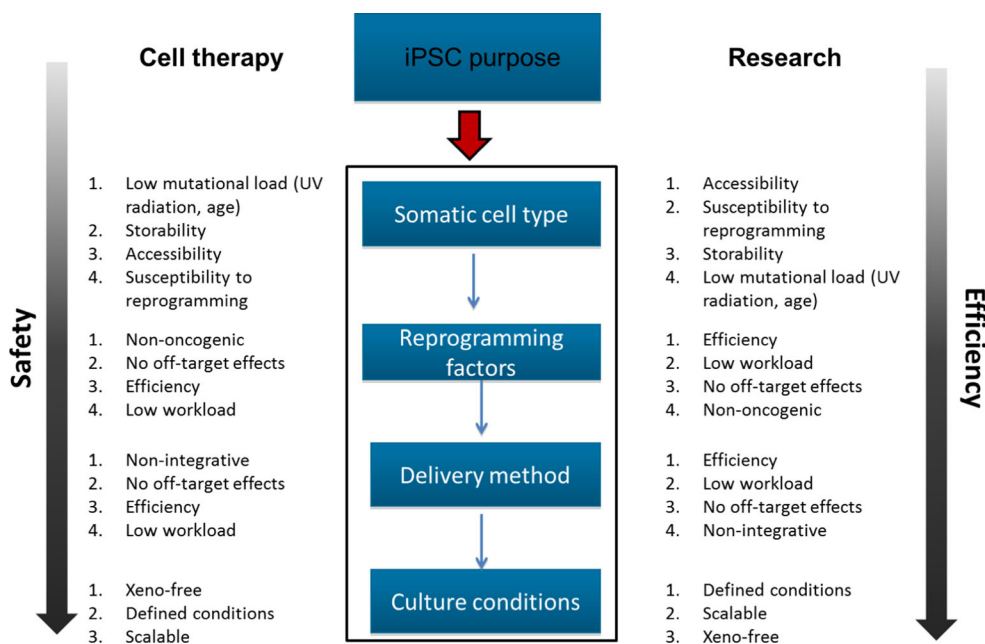 iPSC purpose
Cell therapy
Research
Safety
Efficiency
1. Low mutational load (UV
radiation, age)
2. Storability
3. Accessibility
4. Susceptibility to
reprogramming
Somatic cell type
1. Accessibility
2. Susceptibility to
reprogramming
3. Storability
4. Low mutational load (UV
radiation, age)
1. Non-oncogenic
2. No off-target effects
3. Efficiency
4. Low workload
Reprogramming
factors
1. Efficiency
2. Low workload
3. No off-target effects
4. Non-oncogenic
1. Non-integrative
2. No off-target effects
3. Efficiency
4. Low workload
Delivery method
1. Efficiency
2. Low workload
3. No off-target effects
4. Non-integrative
1. Xeno-free
2. Defined conditions
3. Scalable
Culture conditions
1. Defined conditions
2. Scalable
3. Xeno-free